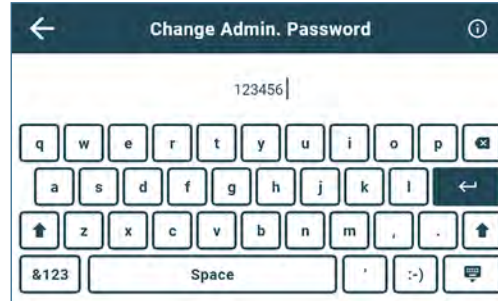 Change Admin. Password
123456
q w e r t y u i o p
a s d f g h j k l
z x c v b n m , .
&123 Space ' :-)